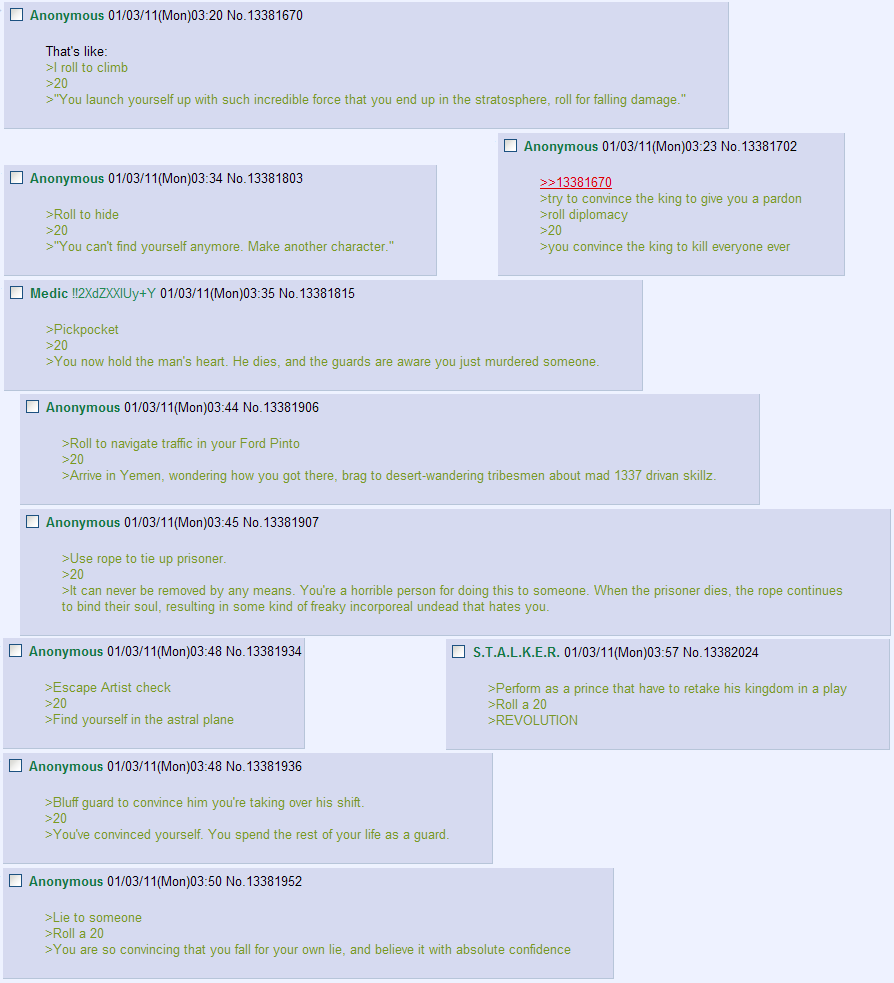 Anonymous 01/03/11(Mon)03:20 No.13381670
That's like:
>I roll to climb
>20
>"You launch yourself up with such incredible force that you end up in the stratosphere, roll for falling damage."
Anonymous 01/03/11(Mon)03:23 No.13381702
>>13381670
>try to convince the king to give you a pardon
>roll diplomacy
>20
>you convince the king to kill everyone ever
Anonymous 01/03/11(Mon)03:34 No.13381803
>Roll to hide
>20
>"You can't find yourself anymore. Make another character."
Medic !!2XdZXXlUy+Y 01/03/11(Mon)03:35 No.13381815
>Pickpocket
>20
>You now hold the man's heart. He dies, and the guards are aware you just murdered someone.
Anonymous 01/03/11(Mon)03:44 No.13381906
>Roll to navigate traffic in your Ford Pinto
>20
>Arrive in Yemen, wondering how you got there, brag to desert-wandering tribesmen about mad 1337 drivan skillz.
Anonymous 01/03/11(Mon)03:45 No.13381907
>Use rope to tie up prisoner.
>20
>It can never be removed by any means. You're a horrible person for doing this to someone. When the prisoner dies, the rope continues
to bind their soul, resulting in some kind of freaky incorporeal undead that hates you.
Anonymous 01/03/11(Mon)03:48 No.13381934
>Escape Artist check
>20
>Find yourself in the astral plane
S.T.A.L.K.E.R. 01/03/11(Mon)03:57 No.13382024
>Perform as a prince that have to retake his kingdom in a play
>Roll a 20
>REVOLUTION
Anonymous 01/03/11(Mon)03:48 No.13381936
>Bluff guard to convince him you're taking over his shift.
>20
>You've convinced yourself. You spend the rest of your life as a guard.
Anonymous 01/03/11(Mon)03:50 No.13381952
>Lie to someone
>Roll a 20
>You are so convincing that you fall for your own lie, and believe it with absolute confidence